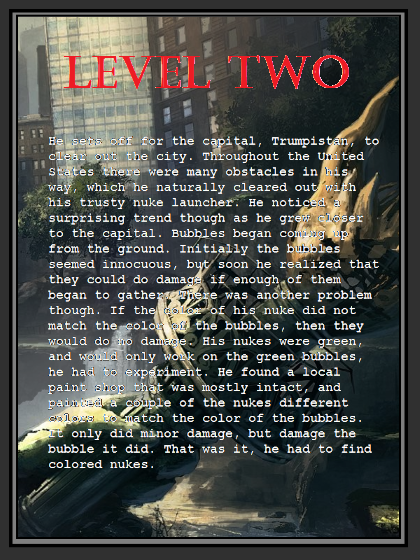 LEVEL TWO
He sets off for the capital, Trumpistan, to
clear out the city. Throughout the United
States there were many obstacles in his
way, which he naturally cleared out with
his trusty nuke launcher. He noticed a
surprising trend though as he grew closer
to the capital. Bubbles began coming up
from the ground. Initially the bubbles
seemed innocuous, but soon he realized that
they could do damage if enough of them
began to gather. There was another problem
though. If the color of his nuke did not
match the color of the bubbles, then they
would do no damage. His nukes were green,
and would only work on the green bubbles,
he had to experiment. He found a local
paint shop that was mostly intact, and
painted a couple of the nukes different
colors to match the color of the bubbles.
It only did minor damage, but damage the
bubble it did. That was it, he had to find
colored nukes.